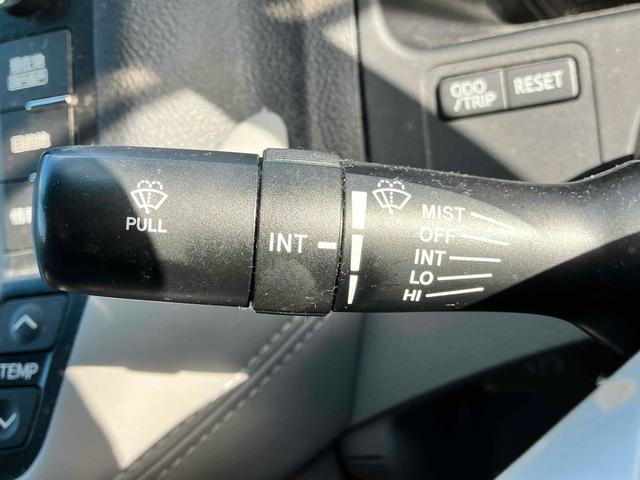 ODO
/TRIP
RESET
PULL
INT
MIST
OFF
INT
LO
HI
TEMP